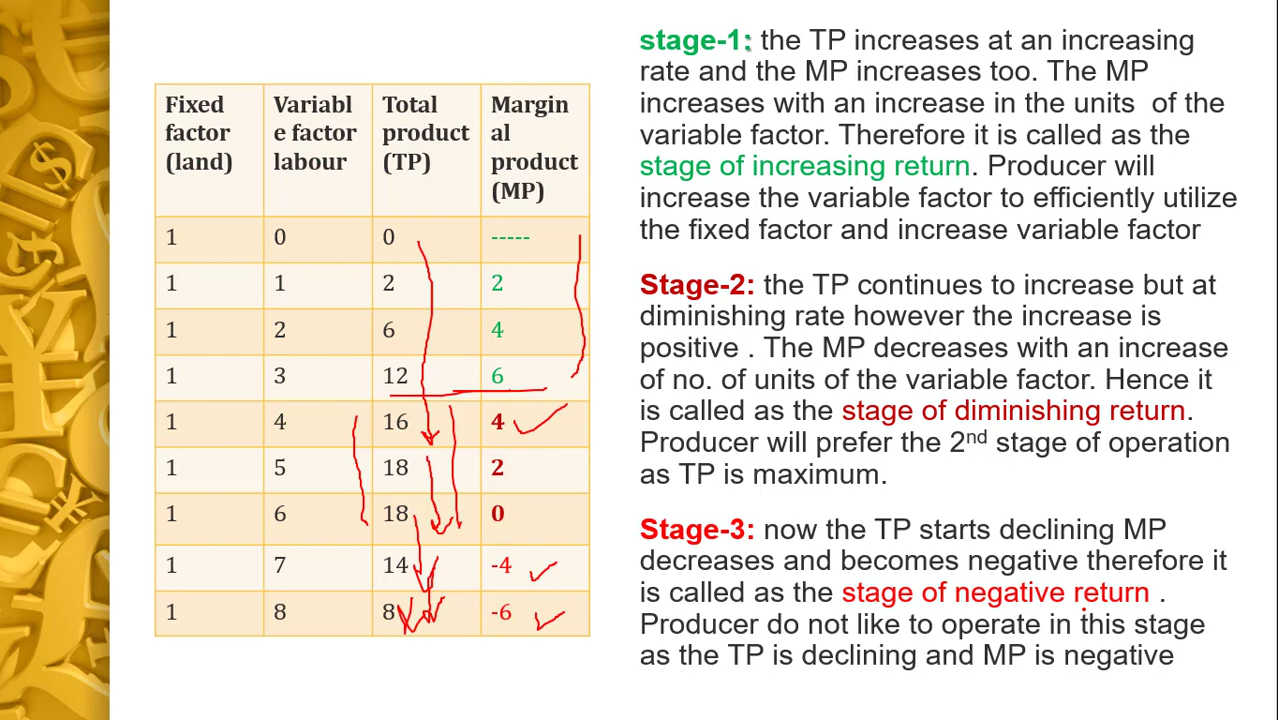 Fixed factor (land) Variabl e factor labour Total product (TP) Margin al product (MP)
1 0 0 -----
1 1 2 2
1 2 6 4
1 3 12 6
1 4 16 4
1 5 18 2
1 6 18 0
1 7 14 -4
1 8 8 -6
stage-1: the TP increases at an increasing
rate and the MP increases too. The MP
increases with an increase in the units of the
variable factor. Therefore it is called as the
stage of increasing return. Producer will
increase the variable factor to efficiently utilize
the fixed factor and increase variable factor
Stage-2: the TP continues to increase but at
diminishing rate however the increase is
positive . The MP decreases with an increase
of no. of units of the variable factor. Hence it
is called as the stage of diminishing return.
Producer will prefer the 2nd stage of operation
as TP is maximum.
Stage-3: now the TP starts declining MP
decreases and becomes negative therefore it
is called as the stage of negative return .
Producer do not like to operate in this stage
as the TP is declining and MP is negative